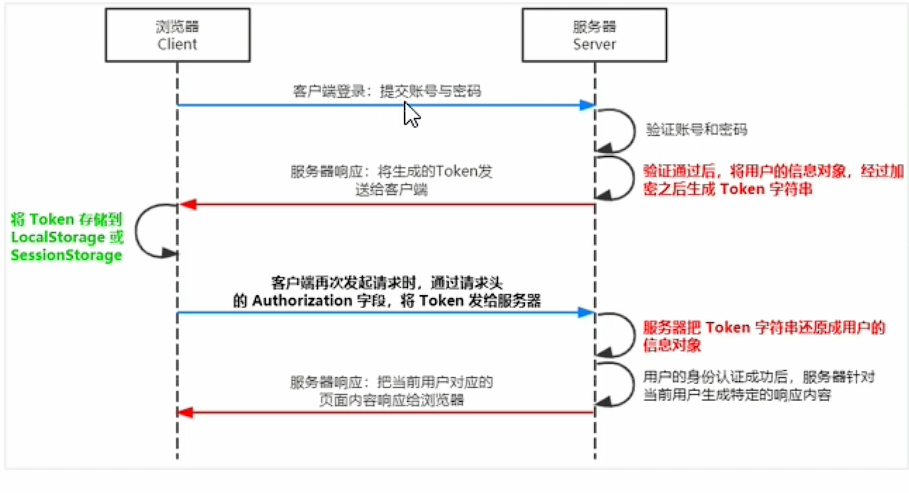 浏览器
Client
服务器
Server
客户端登录：提交账号与密码
验证账号和密码
验证通过后，将用户的信息对象，经过加
密之后生成 Token 字符串
服务器响应：将生成的Token发
送给客户端
将 Token 存储到
LocalStorage 或
SessionStorage
客户端再次发起请求时，通过请求头
的 Authorization 字段，将 Token 发给服务器
服务器把 Token 字符串还原成用户的
信息对象
用户的身份认证成功后，服务器针对
当前用户生成特定的响应内容
服务器响应：把当前用户对应的
页面内容响应给浏览器